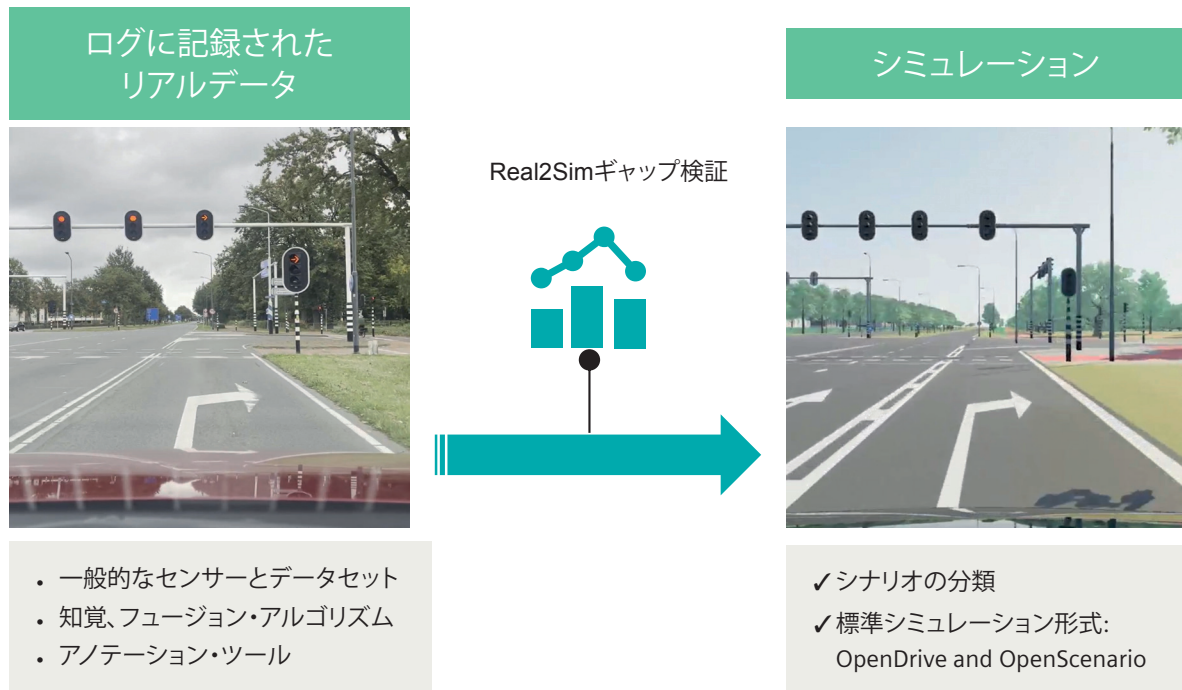 ログに記録された
リアルデータ
シミュレーション
Real2Simギャップ検証
• 一般的なセンサーとデータセット
• 知覚、フュージョン・アルゴリズム
• アノテーション・ツール
✓シナリオの分類
✓標準シミュレーション形式:
OpenDrive and OpenScenario